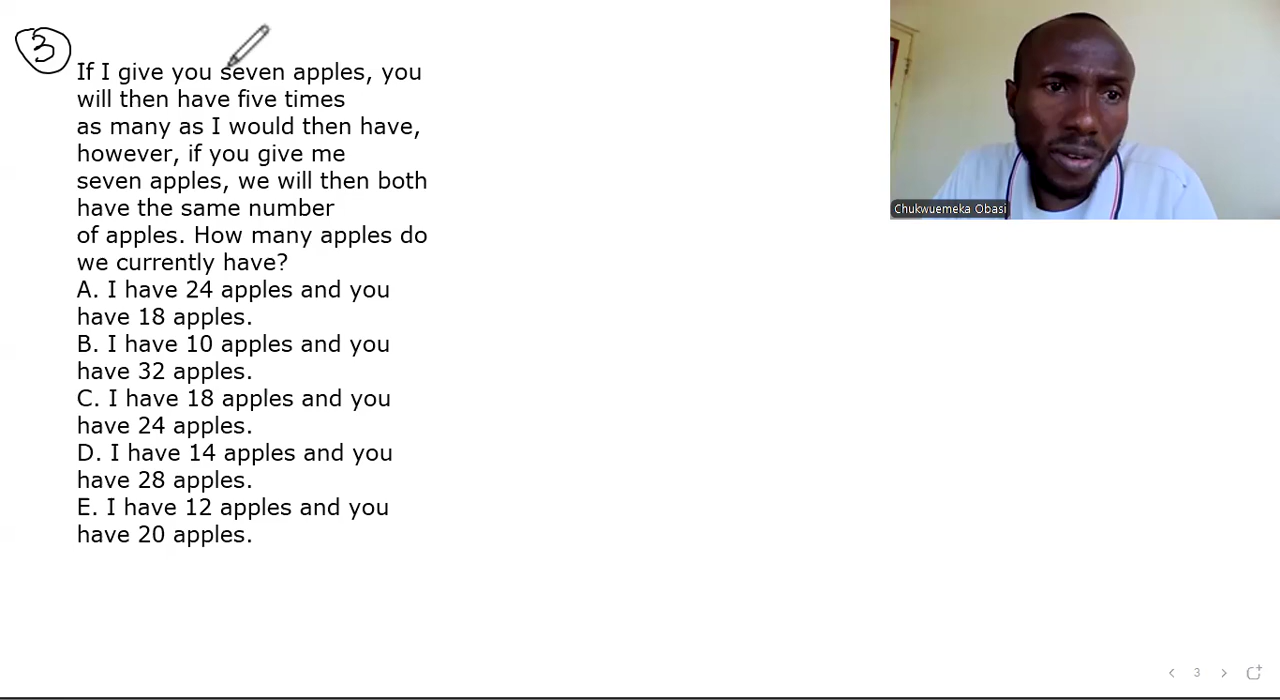 3
If I give you seven apples, you
will then have five times
as many as I would then have,
however, if you give me
seven apples, we will then both
have the same number
of apples. How many apples do
we currently have?
A. I have 24 apples and you
have 18 apples.
B. I have 10 apples and you
have 32 apples.
C. I have 18 apples and you
have 24 apples.
D. I have 14 apples and you
have 28 apples.
E. I have 12 apples and you
have 20 apples.
Chukwuemeka Obasi
3